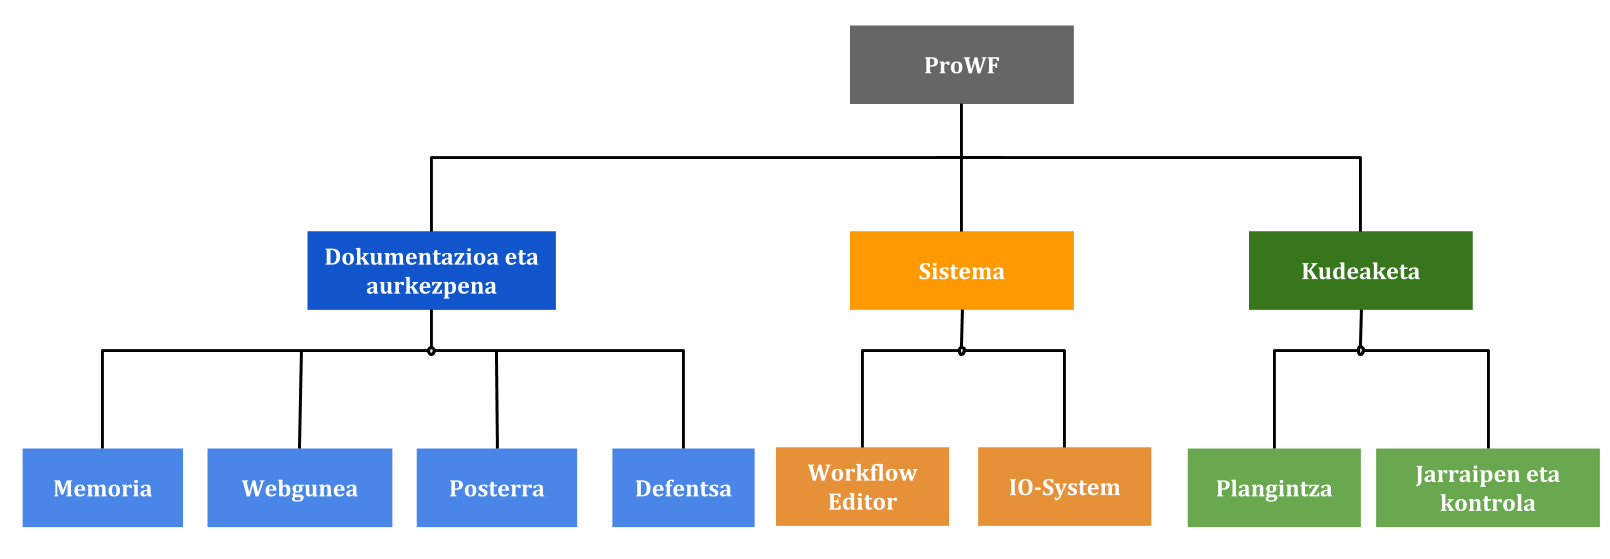 ProWF
Dokumentazioa eta
aurkezpena
Sistema
Kudeaketa
Memoria
Webgunea
Posterra
Defentsa
Workflow
Editor
IO-System
Plangintza
Jarraipen eta
kontrola